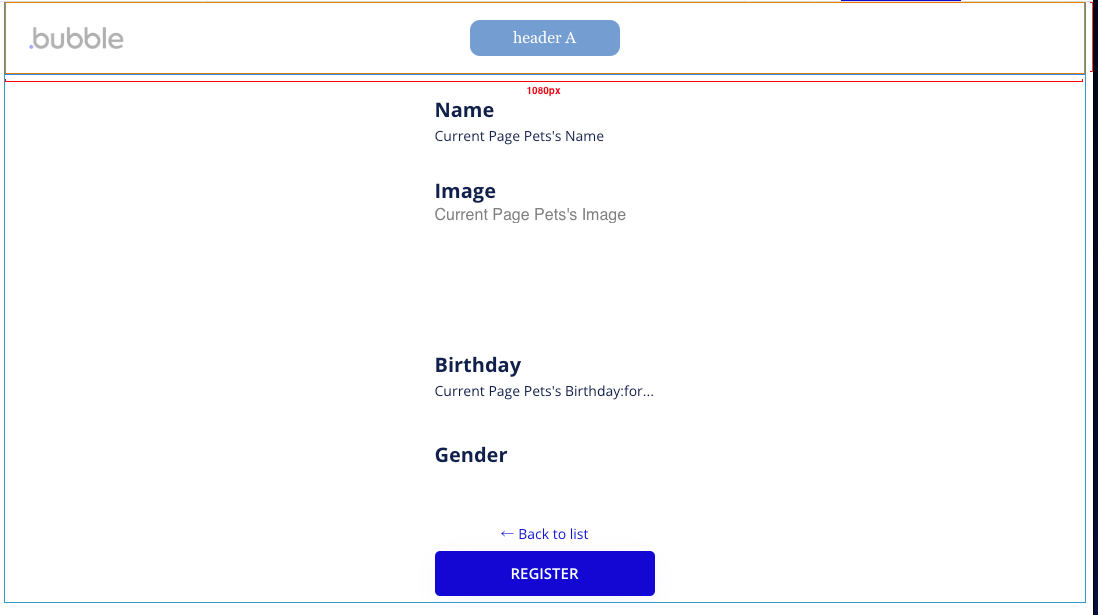 .bubble
header A
1080px
Name
Current Page Pets's Name
Image
Current Page Pets's Image
Birthday
Current Page Pets's Birthday:for...
Gender
← Back to list
REGISTER